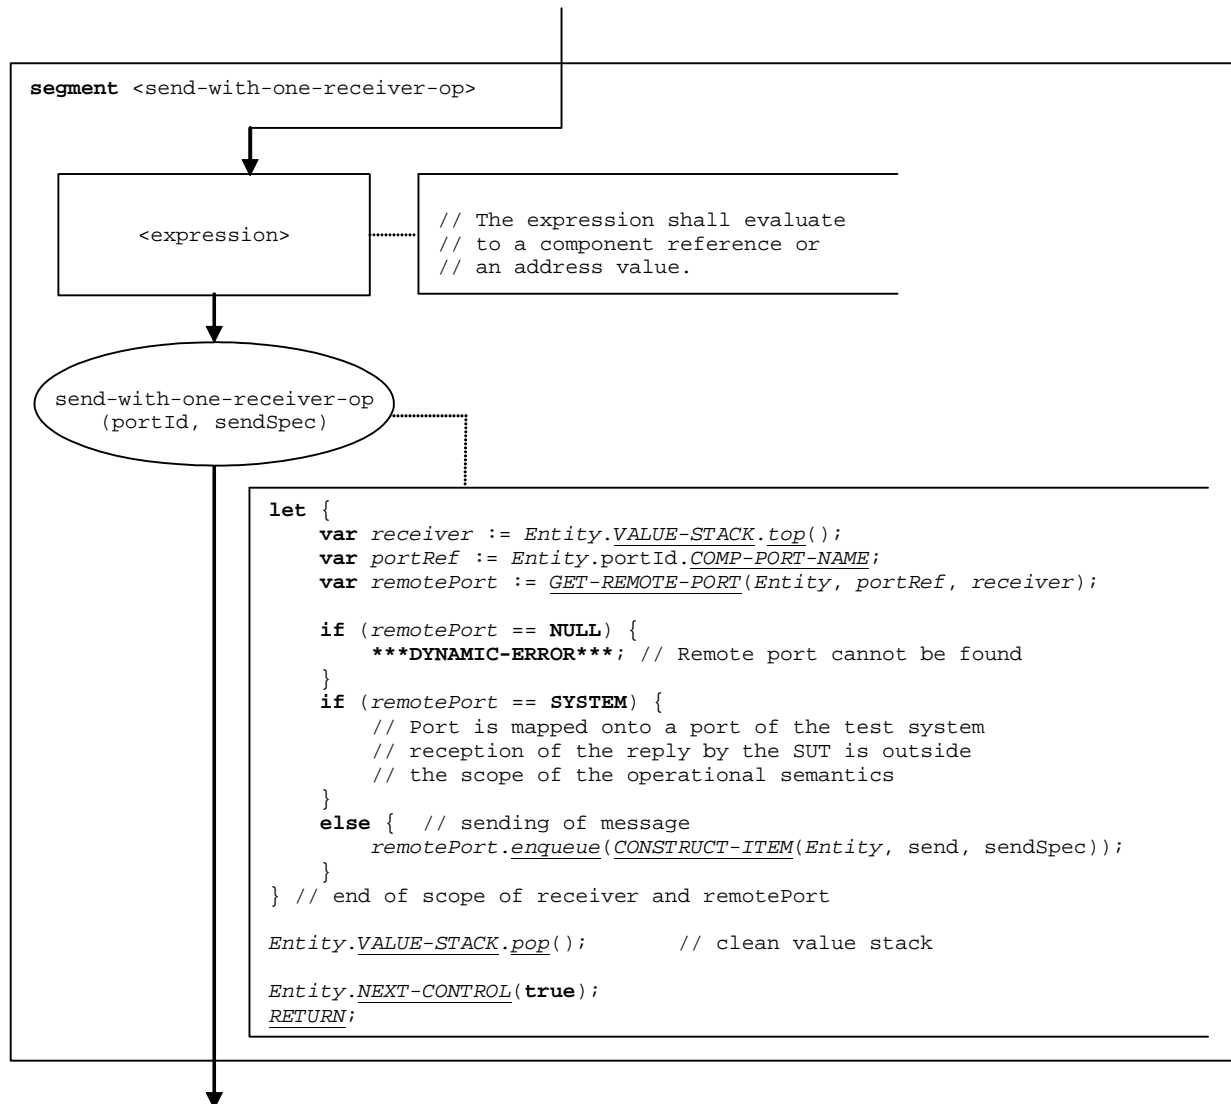 segment <send-with-one-receiver-op>
<expression>
// The expression shall evaluate
// to a component reference or
// an address value.
send-with-one-receiver-op
(portId, sendSpec)
let {
var receiver := Entity.VALUE-STACK.top();
var portRef := Entity.portId.COMP-PORT-NAME;
var remotePort := GET-REMOTE-PORT(Entity, portRef, receiver);
if (remotePort == NULL) {
***DYNAMIC-ERROR***; // Remote port cannot be found
}
if (remotePort == SYSTEM) {
// Port is mapped onto a port of the test system
// reception of the reply by the SUT is outside
// the scope of the operational semantics
}
else { // sending of message
remotePort.enqueue(CONSTRUCT-ITEM(Entity, send, sendSpec));
}
} // end of scope of receiver and remotePort
Entity.VALUE-STACK.pop(); // clean value stack
Entity.NEXT-CONTROL(true);
RETURN;